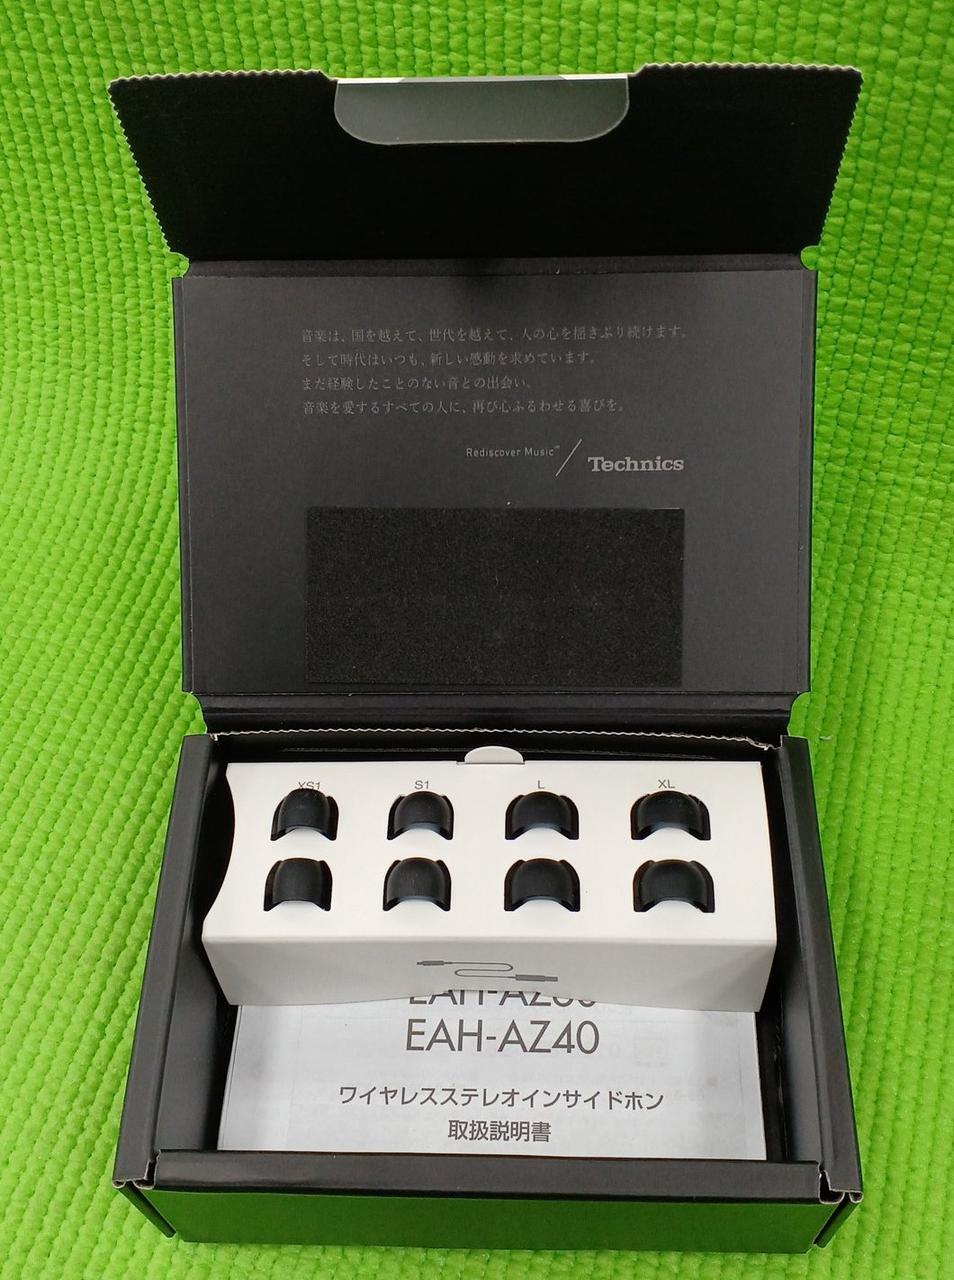 音楽は、国を越えて、世代を越えて、人の心を揺さぶり続けます。
そして時代はいつも、新しい感動を求めています。
まだ経験したことのない音との出会い。
音楽を愛するすべての人に、再び心ふるわせる喜びを。
Rediscover Music™ / Technics
XS1 S1 L XL
EAH-AZ40
ワイヤレスステレオインサイドホン
取扱説明書